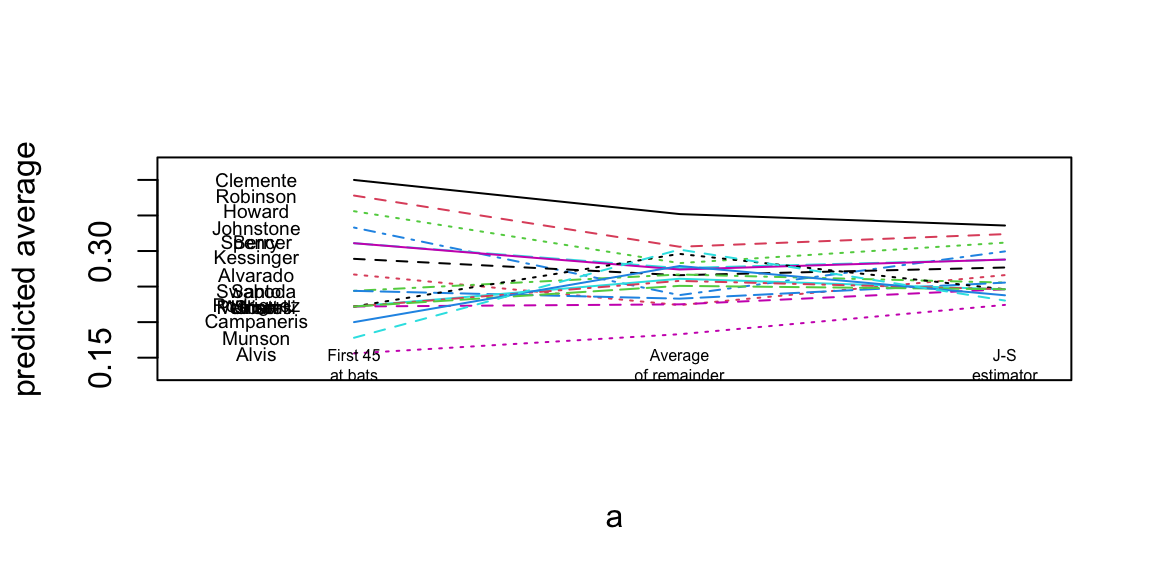 predicted average
0.30
0.15
Clemente
Robinson
Howard
Johnstone
Kessinger
Alvarado
Campaneris
Munson
Alvis
First 45
at bats
Average
of remainder
J-S
estimator
a